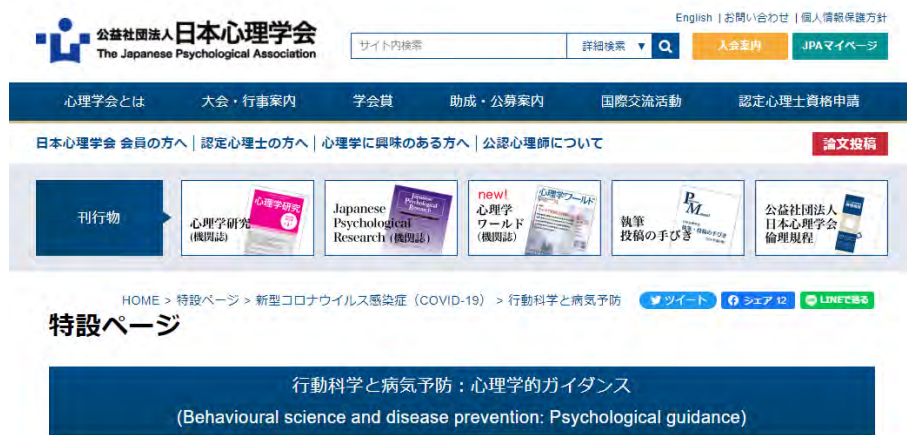 English | お問い合わせ | 個人情報保護方針
公益社団法人日本心理学会
The Japanese Psychological Association
サイト内検索
詳細検索 ▼
入会案内
JPAマイページ
心理学会とは 大会・行事案内 学会賞 助成・公募案内 国際交流活動 認定心理士資格申請
日本心理学会 会員の方へ | 認定心理士の方へ | 心理学に興味のある方へ | 公認心理師について
論文投稿
刊行物
心理学研究
心理学研究
(機関誌)
Japanese
Psychological
Research (機関誌)
new!
心理学
ワールド
(機関誌)
心理学ワールド
執筆
投稿の手びき
公益社団法人
日本心理学会
倫理規程
HOME > 特設ページ > 新型コロナウイルス感染症（COVID-19） > 行動科学と病気予防
ツイート
シェア 12
LINEで送る
特設ページ
行動科学と病気予防：心理学的ガイダンス
(Behavioural science and disease prevention: Psychological guidance)